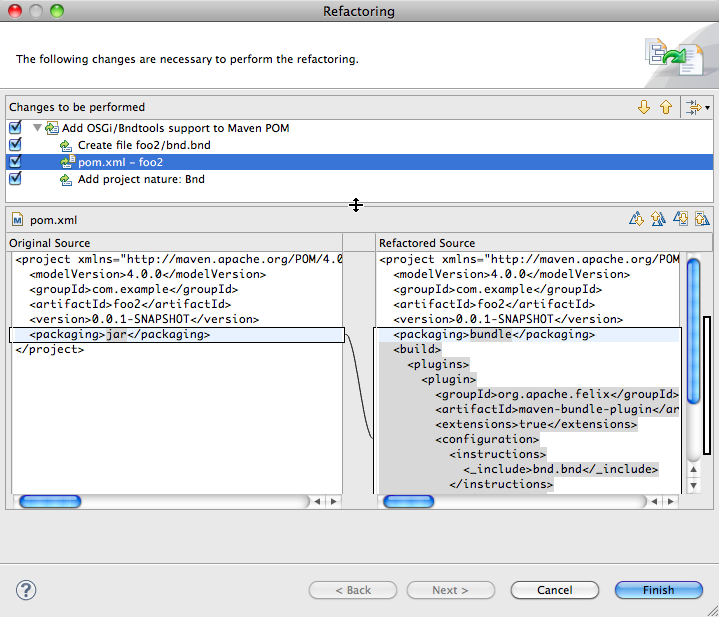 Refactoring
The following changes are necessary to perform the refactoring.
Changes to be performed
Add OSGi/Bndtools support to Maven POM
Create file foo2/bnd.bnd
pom.xml - foo2
Add project nature: Bnd
M pom.xml
Original Source
<project xmlns="http://maven.apache.org/POM/4.0
<modelVersion>4.0.0</modelVersion>
<groupId>com.example</groupId>
<artifactId>foo2</artifactId>
<version>0.0.1-SNAPSHOT</version>
<packaging>jar</packaging>
</project>
Refactored Source
<project xmlns="http://maven.apache.org/POM
<modelVersion>4.0.0</modelVersion>
<groupId>com.example</groupId>
<artifactId>foo2</artifactId>
<version>0.0.1-SNAPSHOT</version>
<packaging>bundle</packaging>
<build>
<plugins>
<plugin>
<groupId>org.apache.felix</groupId>
<artifactId>maven-bundle-plugin</ar
<extensions>true</extensions>
<configuration>
<instructions>
<_include>bnd.bnd</_include>
</instructions>
? < Back Next > Cancel Finish